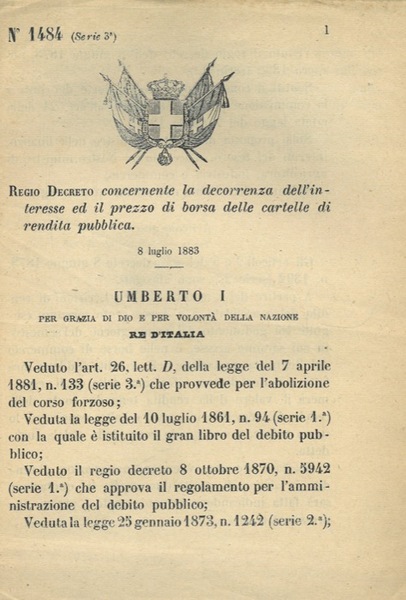 N° 1484 (Serie 3ª) 1
REGIO DECRETO concernente la decorrenza dell'in-
teresse ed il prezzo di borsa delle cartelle di
rendita pubblica.
8 luglio 1883
UMBERTO I
PER GRAZIA DI DIO E PER VOLONTÀ DELLA NAZIONE
RE D'ITALIA
Veduto l'art. 26, lett. D, della legge del 7 aprile
1881, n. 133 (serie 3.ª) che provvede per l'abolizione
del corso forzoso;
Veduta la legge del 10 luglio 1861, n. 94 (serie 1.ª)
con la quale è istituito il gran libro del debito pub-
blico;
Veduto il regio decreto 8 ottobre 1870, n. 5942
(serie 1.ª) che approva il regolamento per l'ammi-
nistrazione del debito pubblico;
Veduta la legge 25 gennaio 1873, n. 1242 (serie 2.ª);